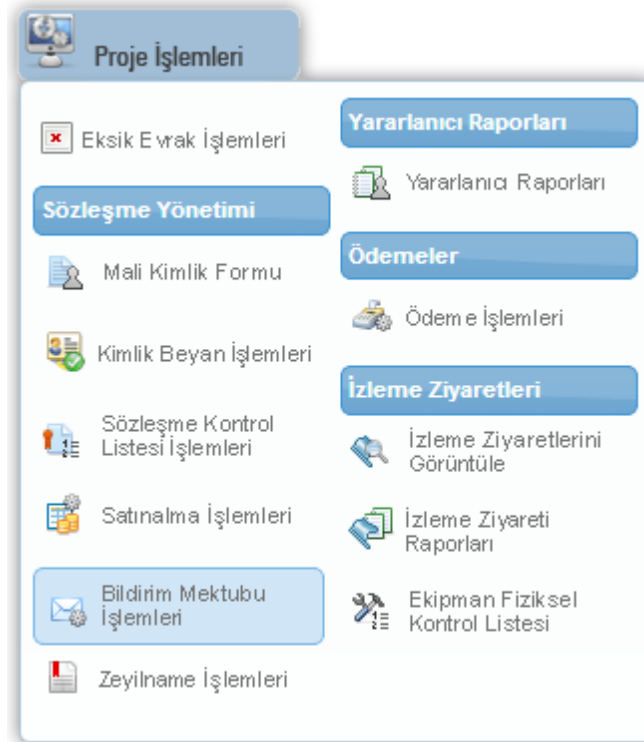 Proje İşlemleri
Eksik Evrak İşlemleri
Sözleşme Yönetimi
Mali Kimlik Formu
Kimlik Beyan İşlemleri
Sözleşme Kontrol
Listesi İşlemleri
Satınalma İşlemleri
Bildirim Mektubu
İşlemleri
Zeyilname İşlemleri
Yararlanıcı Raporları
Yararlanıcı Raporları
Ödemeler
Ödeme İşlemleri
İzleme Ziyaretleri
İzleme Ziyaretlerini
Görüntüle
İzleme Ziyareti
Raporları
Ekipman Fiziksel
Kontrol Listesi